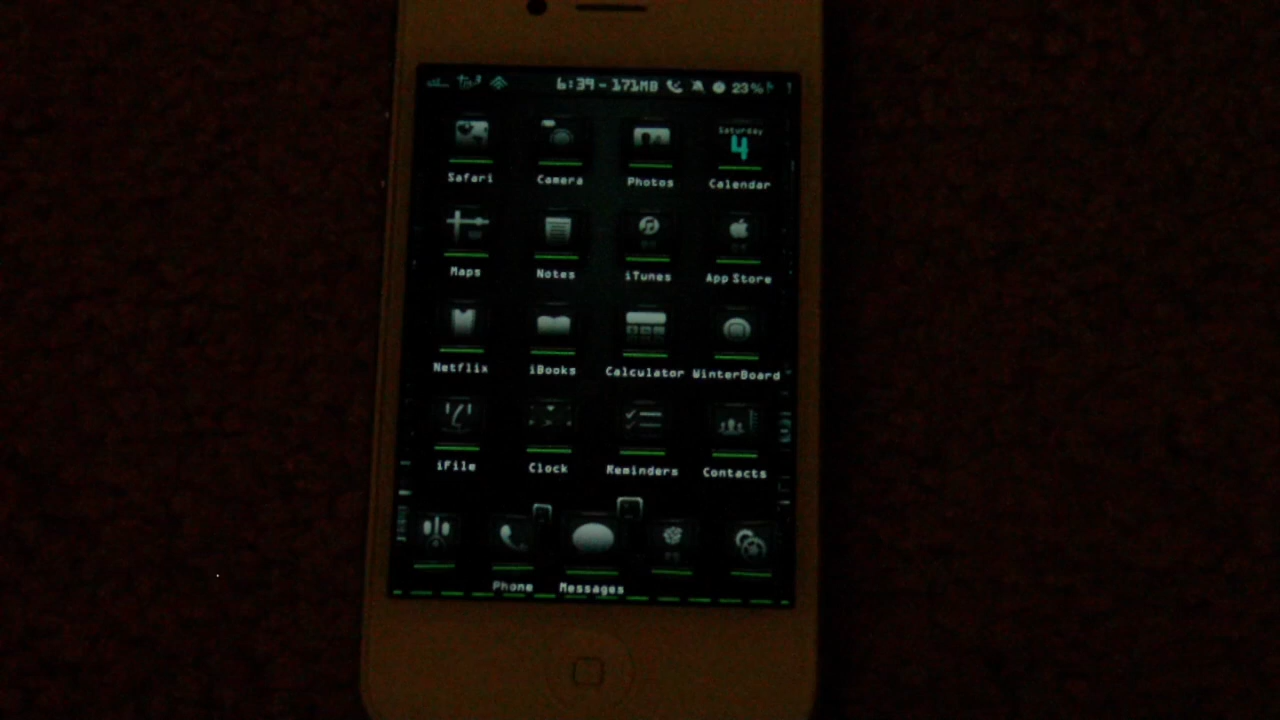 6:39 - 171MB 23%
Saturday
4
Safari Camera Photos Calendar
Maps Notes iTunes App Store
Netflix iBooks Calculator WinterBoard
iFile Clock Reminders Contacts
Phone Messages